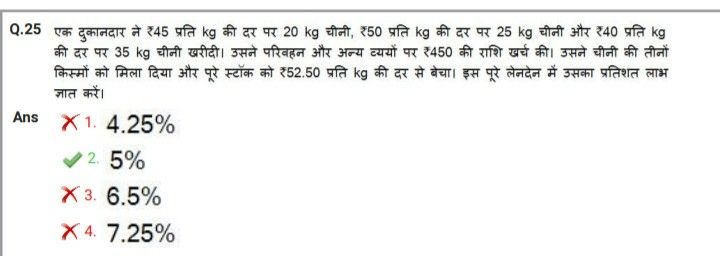 Q.25 एक दुकानदार ने ₹45 प्रति kg की दर पर 20 kg चीनी, ₹50 प्रति kg की दर पर 25 kg चीनी और ₹40 प्रति kg
की दर पर 35 kg चीनी खरीदी। उसने परिवहन और अन्य व्ययों पर ₹450 की राशि खर्च की। उसने चीनी की तीनों
किस्मों को मिला दिया और पूरे स्टॉक को ₹52.50 प्रति kg की दर से बेचा। इस पूरे लेनदेन में उसका प्रतिशत लाभ
ज्ञात करें।
Ans 1. 4.25%
2. 5%
3. 6.5%
4. 7.25%